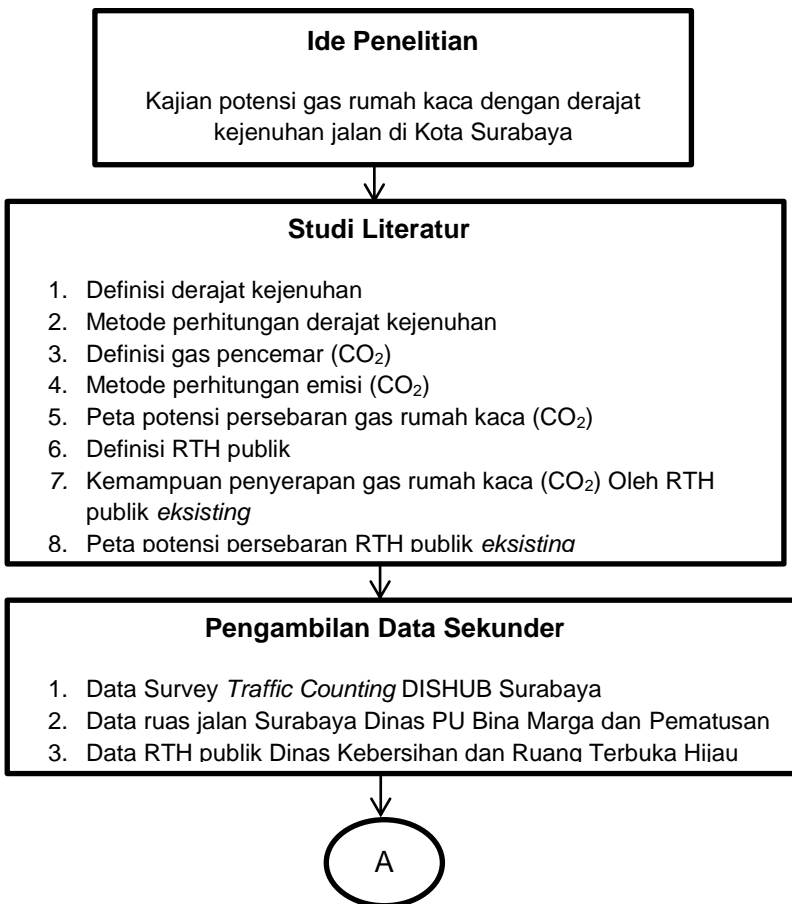 Ide Penelitian
Kajian potensi gas rumah kaca dengan derajat
kejenuhan jalan di Kota Surabaya
Studi Literatur
1. Definisi derajat kejenuhan
2. Metode perhitungan derajat kejenuhan
3. Definisi gas pencemar (CO₂)
4. Metode perhitungan emisi (CO₂)
5. Peta potensi persebaran gas rumah kaca (CO₂)
6. Definisi RTH publik
7. Kemampuan penyerapan gas rumah kaca (CO₂) Oleh RTH
publik eksisting
8. Peta potensi persebaran RTH publik eksisting
Pengambilan Data Sekunder
1. Data Survey Traffic Counting DISHUB Surabaya
2. Data ruas jalan Surabaya Dinas PU Bina Marga dan Pematusan
3. Data RTH publik Dinas Kebersihan dan Ruang Terbuka Hijau
A